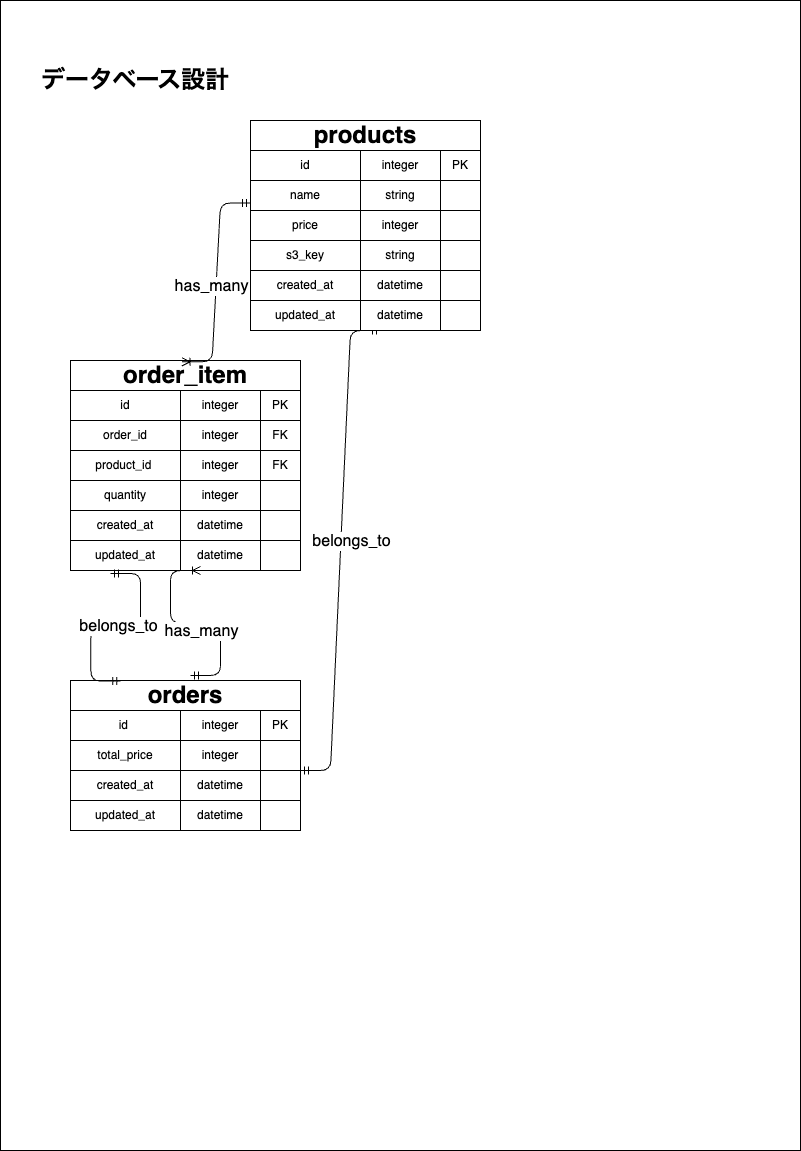 データベース設計
products
id integer PK
name string
price integer
s3_key string
created_at datetime
updated_at datetime
has_many
order_item
id integer PK
order_id integer FK
product_id integer FK
quantity integer
created_at datetime
updated_at datetime
belongs_to
belongs_to
has_many
orders
id integer PK
total_price integer
created_at datetime
updated_at datetime